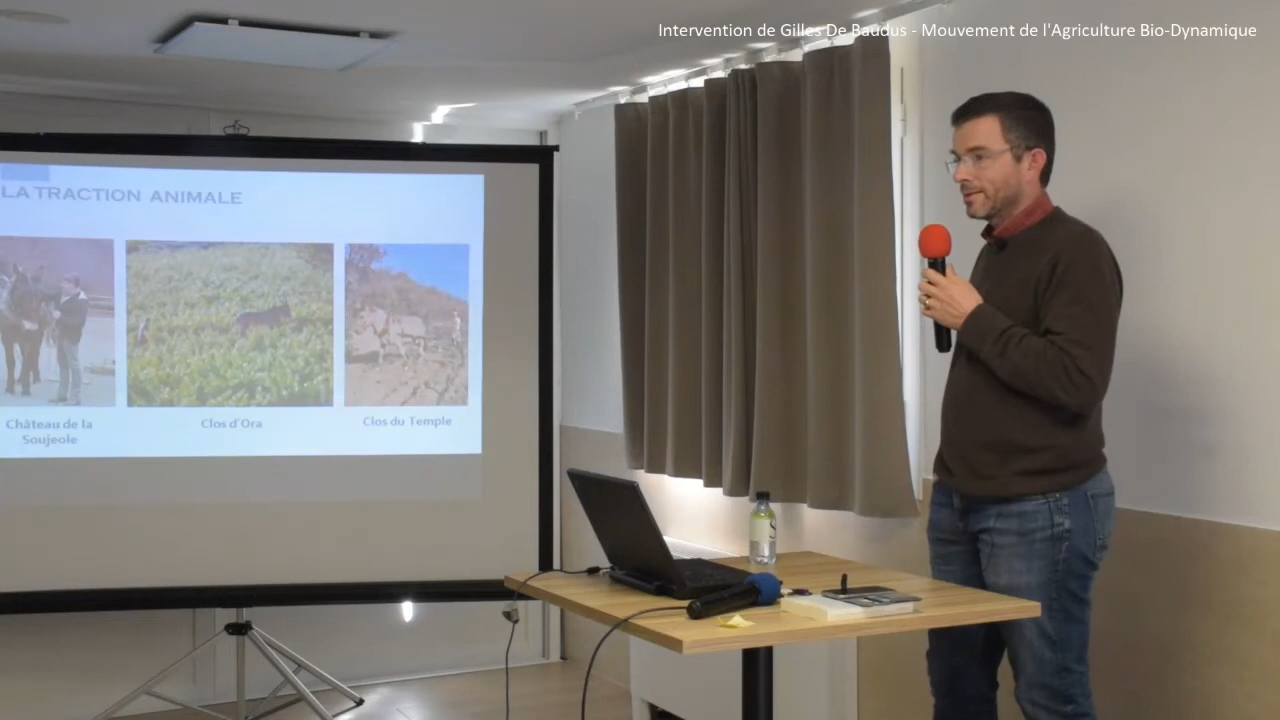 Intervention de Gilles De Baudus - Mouvement de l'Agriculture Bio-Dynamique
LA TRACTION ANIMALE
Château de la
Soujeole
Clos d'Ora
Clos du Temple